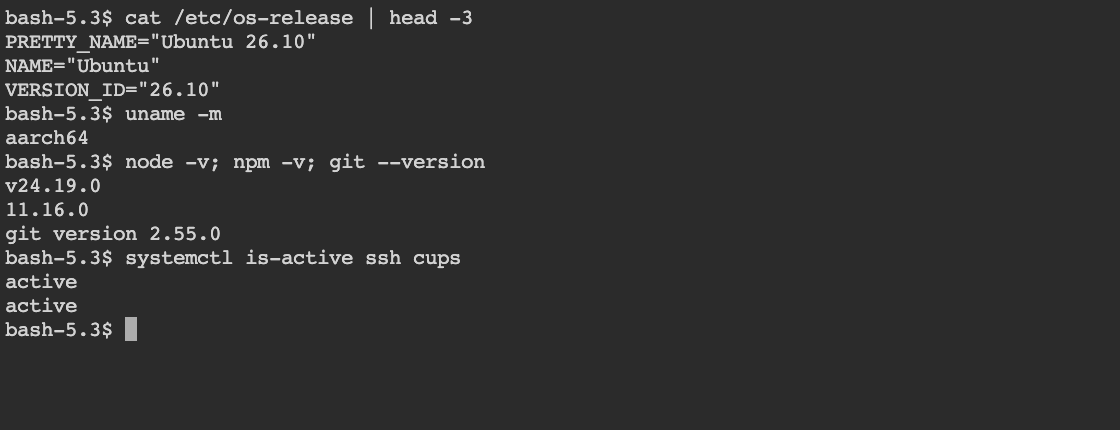 bash-5.3$ cat /etc/os-release | head -3
PRETTY_NAME="Ubuntu 26.10"
NAME="Ubuntu"
VERSION_ID="26.10"
bash-5.3$ uname -m
aarch64
bash-5.3$ node -v; npm -v; git --version
v24.19.0
11.16.0
git version 2.55.0
bash-5.3$ systemctl is-active ssh cups
active
active
bash-5.3$